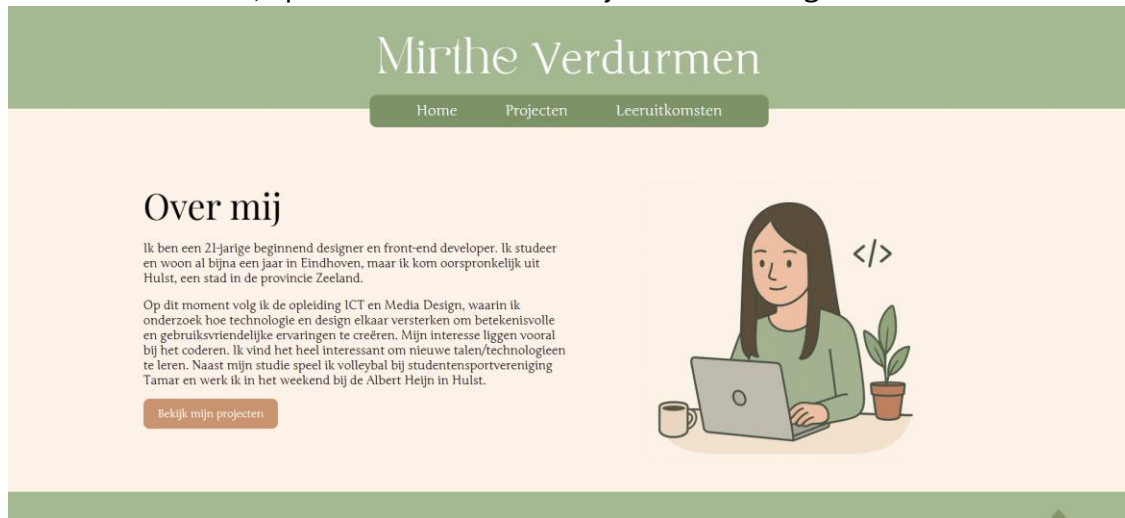 Mirthe Verdurmen
Home Projecten Leeruitkomsten
Over mij
Ik ben een 21-jarige beginnend designer en front-end developer. Ik studeer
en woon al bijna een jaar in Eindhoven, maar ik kom oorspronkelijk uit
Hulst, een stad in de provincie Zeeland.
Op dit moment volg ik de opleiding ICT en Media Design, waarin ik
onderzoek hoe technologie en design elkaar versterken om betekenisvolle
en gebruiksvriendelijke ervaringen te creëren. Mijn interesse liggen vooral
bij het coderen. Ik vind het heel interessant om nieuwe talen/technologieen
te leren. Naast mijn studie speel ik volleybal bij studentensportvereniging
Tamar en werk ik in het weekend bij de Albert Heijn in Hulst.
Bekijk mijn projecten
</>